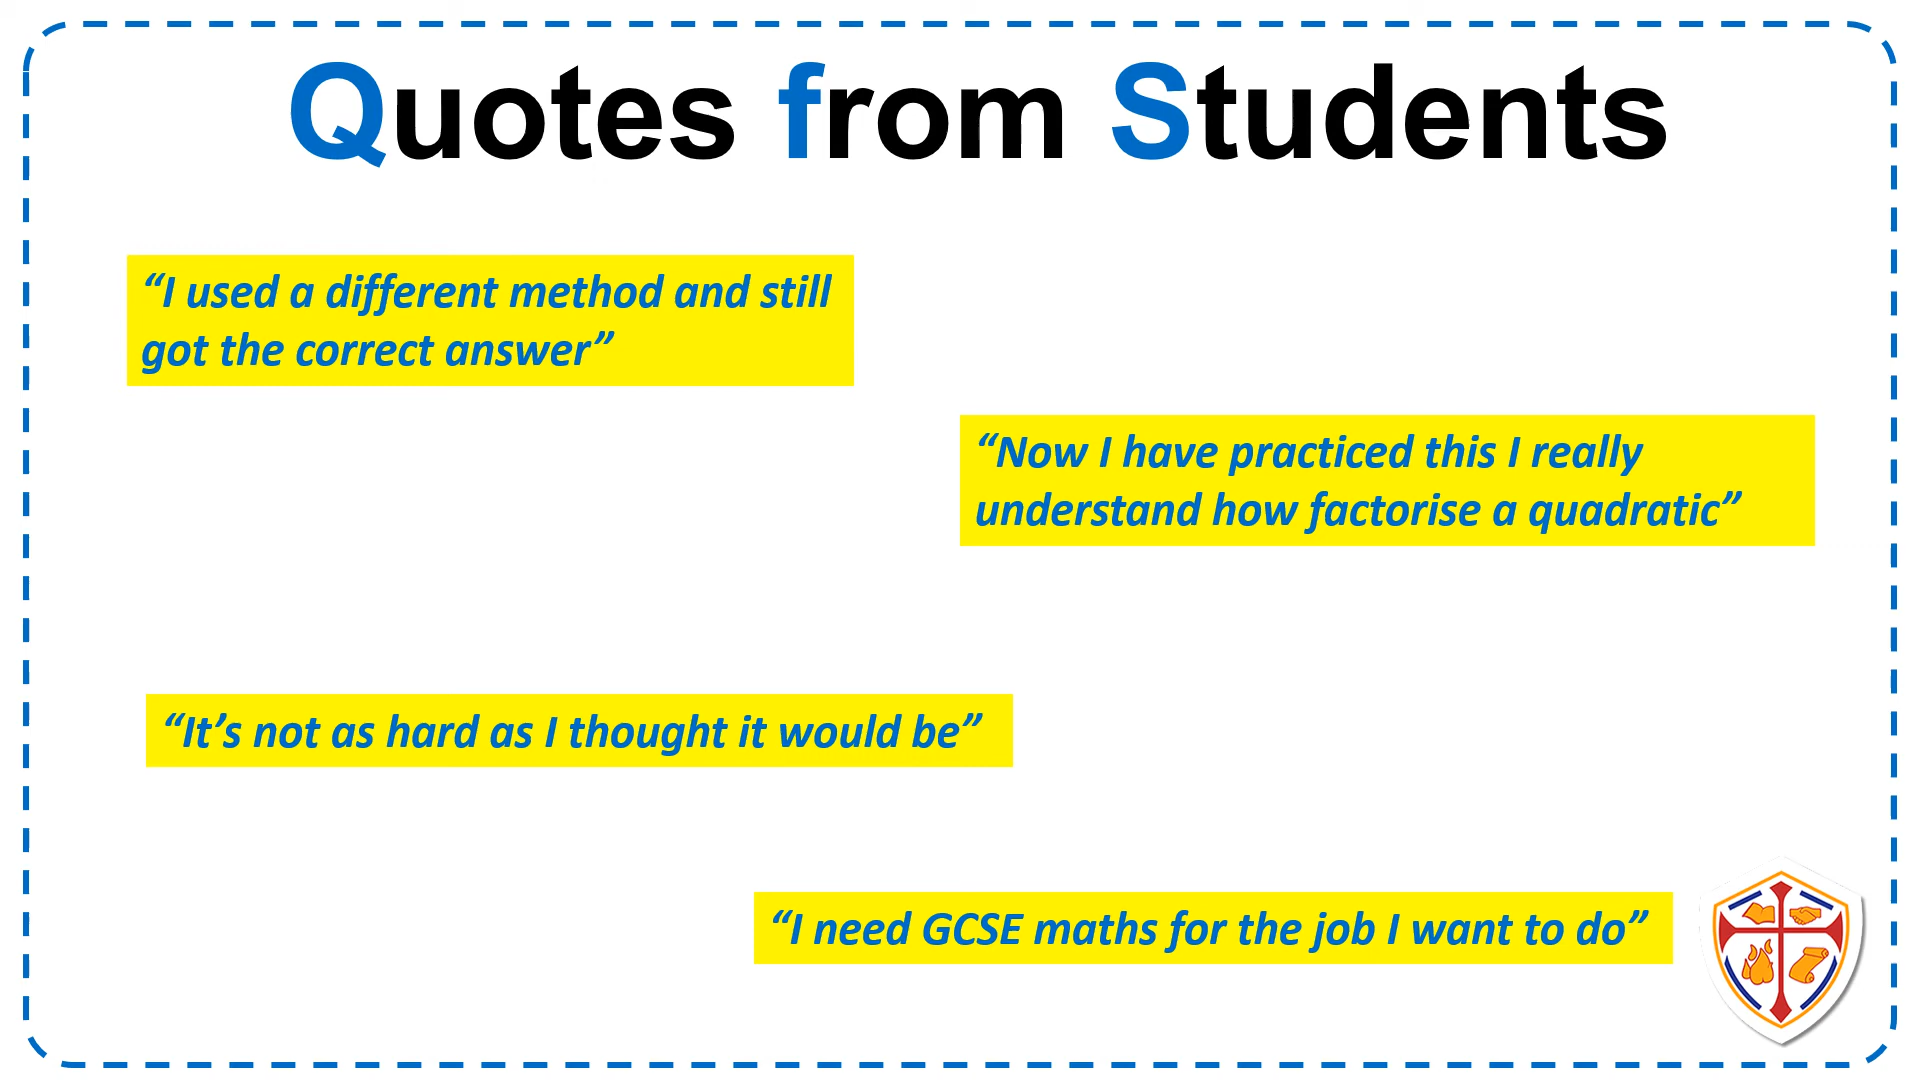 Quotes from Students
“I used a different method and still
got the correct answer”
“Now I have practiced this I really
understand how factorise a quadratic”
“It’s not as hard as I thought it would be”
“I need GCSE maths for the job I want to do”